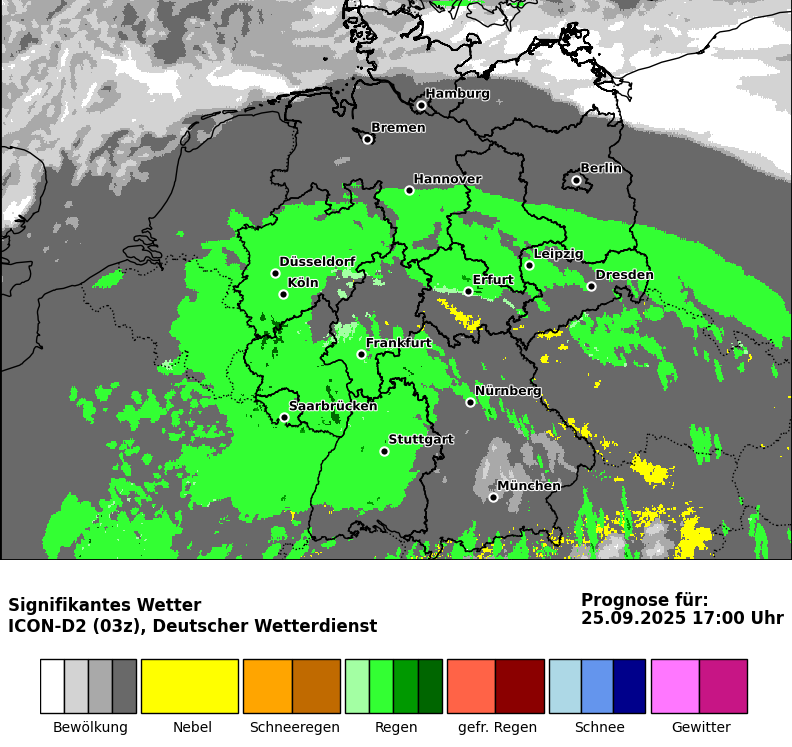 Hamburg
Bremen
Berlin
Hannover
Leipzig
Düsseldorf
Dresden
Erfurt
Köln
Frankfurt
Nürnberg
Saarbrücken
Stuttgart
München
Signifikantes Wetter
ICON-D2 (03z), Deutscher Wetterdienst
Prognose für:
25.09.2025 17:00 Uhr
Bewölkung Nebel Schneeregen Regen gefr. Regen Schnee Gewitter